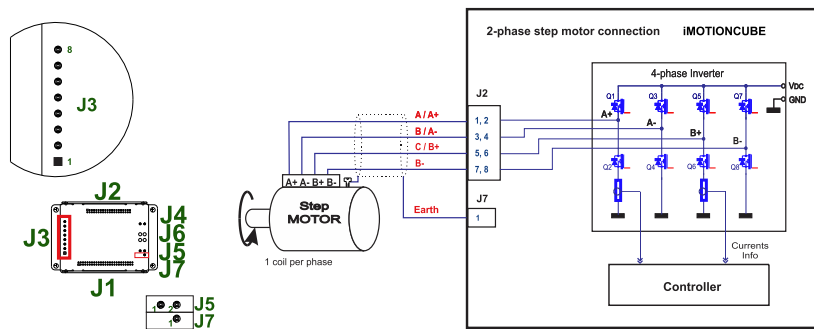 8
J3
1
J2
J3
J4
J6
J5
J7
J1
1 2
J5
1
J7
2-phase step motor connection iMOTIONCUBE
4-phase Inverter
J2
A / A+
1, 2
B / A-
3, 4
C / B+
5, 6
B-
7, 8
J7
Earth
1
A+ A- B+ B-
Step
MOTOR
1 coil per phase
Q1 Q3 Q5 Q7
VDC
GND
A+
A-
B+
B-
Q2 Q4 Q6 Q8
Currents
Info
Controller